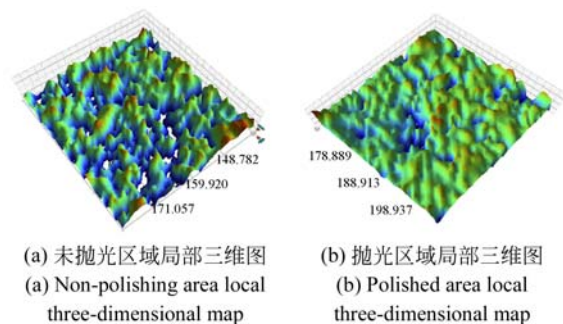 148.782
159.920
171.057
178.889
188.913
198.937
(a) 未抛光区域局部三维图
(a) Non-polishing area local
three-dimensional map
(b) 抛光区域局部三维图
(b) Polished area local
three-dimensional map